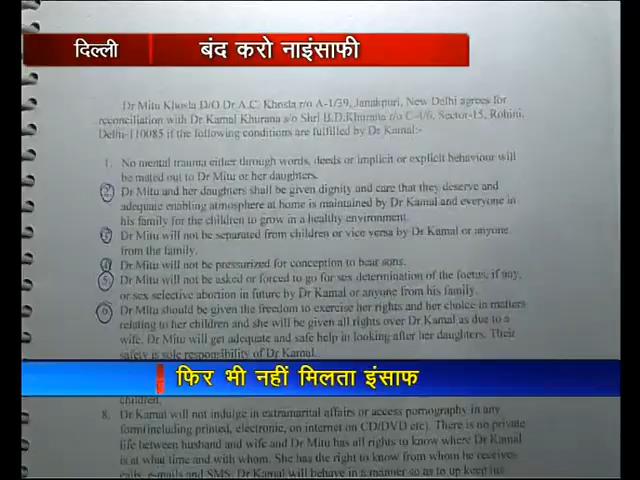 दिल्ली
बंद करो नाइंसाफी
Dr Mitu Khosla D/O Dr A.C. Khosla r/o A-1/39, Janakpuri, New Delhi agrees for
reconciliation with Dr Kamal Khurana s/o Shri B.D.Khurana r/o C-4/6, Sector-15, Rohini,
Delhi-110085 if the following conditions are fulfilled by Dr Kamal:-
1. No mental trauma either through words, deeds or implicit or explicit behaviour will
be mated out to Dr Mitu or her daughters.
2. Dr Mitu and her daughters shall be given dignity and care that they deserve and
adequate enabling atmosphere at home is maintained by Dr Kamal and everyone in
his family for the children to grow in a healthy environment.
3. Dr Mitu will not be separated from children or vice versa by Dr Kamal or anyone
from the family.
4. Dr Mitu will not be pressurized for conception to bear sons.
5. Dr Mitu will not be asked or forced to go for sex determination of the foetus, if any,
or sex selective abortion in future by Dr Kamal or anyone from his family.
6. Dr Mitu should be given the freedom to exercise her rights and her choice in matters
relating to her children and she will be given all rights over Dr Kamal as due to a
wife. Dr Mitu will get adequate and safe help in looking after her daughters. Their
safety is sole responsibility of Dr Kamal.
फिर भी नहीं मिलता इंसाफ
children.
8. Dr Kamal will not indulge in extramarital affairs or access pornography in any
form(including printed, electronic, on internet on CD/DVD etc). There is no private
life between husband and wife and Dr Mitu has all rights to know where Dr Kamal
is at what time and with whom. She has the right to know from whom he receives
calls, e-mails and SMS. Dr Kamal will behave in a manner so as to up keep